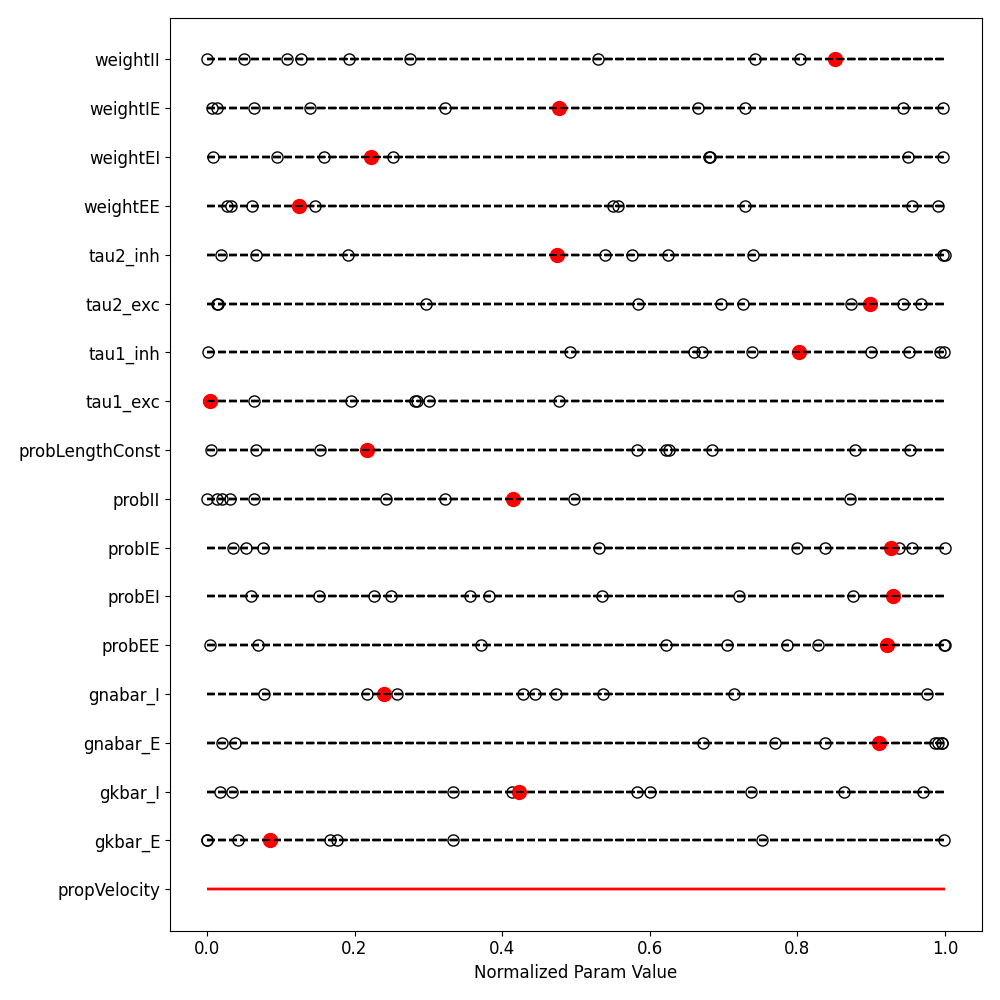 weightII
weightIE
weightEI
weightEE
tau2_inh
tau2_exc
tau1_inh
tau1_exc
probLengthConst
probII
probIE
probEI
probEE
gnabar_I
gnabar_E
gkbar_I
gkbar_E
propVelocity
0.0 0.2 0.4 0.6 0.8 1.0
Normalized Param Value